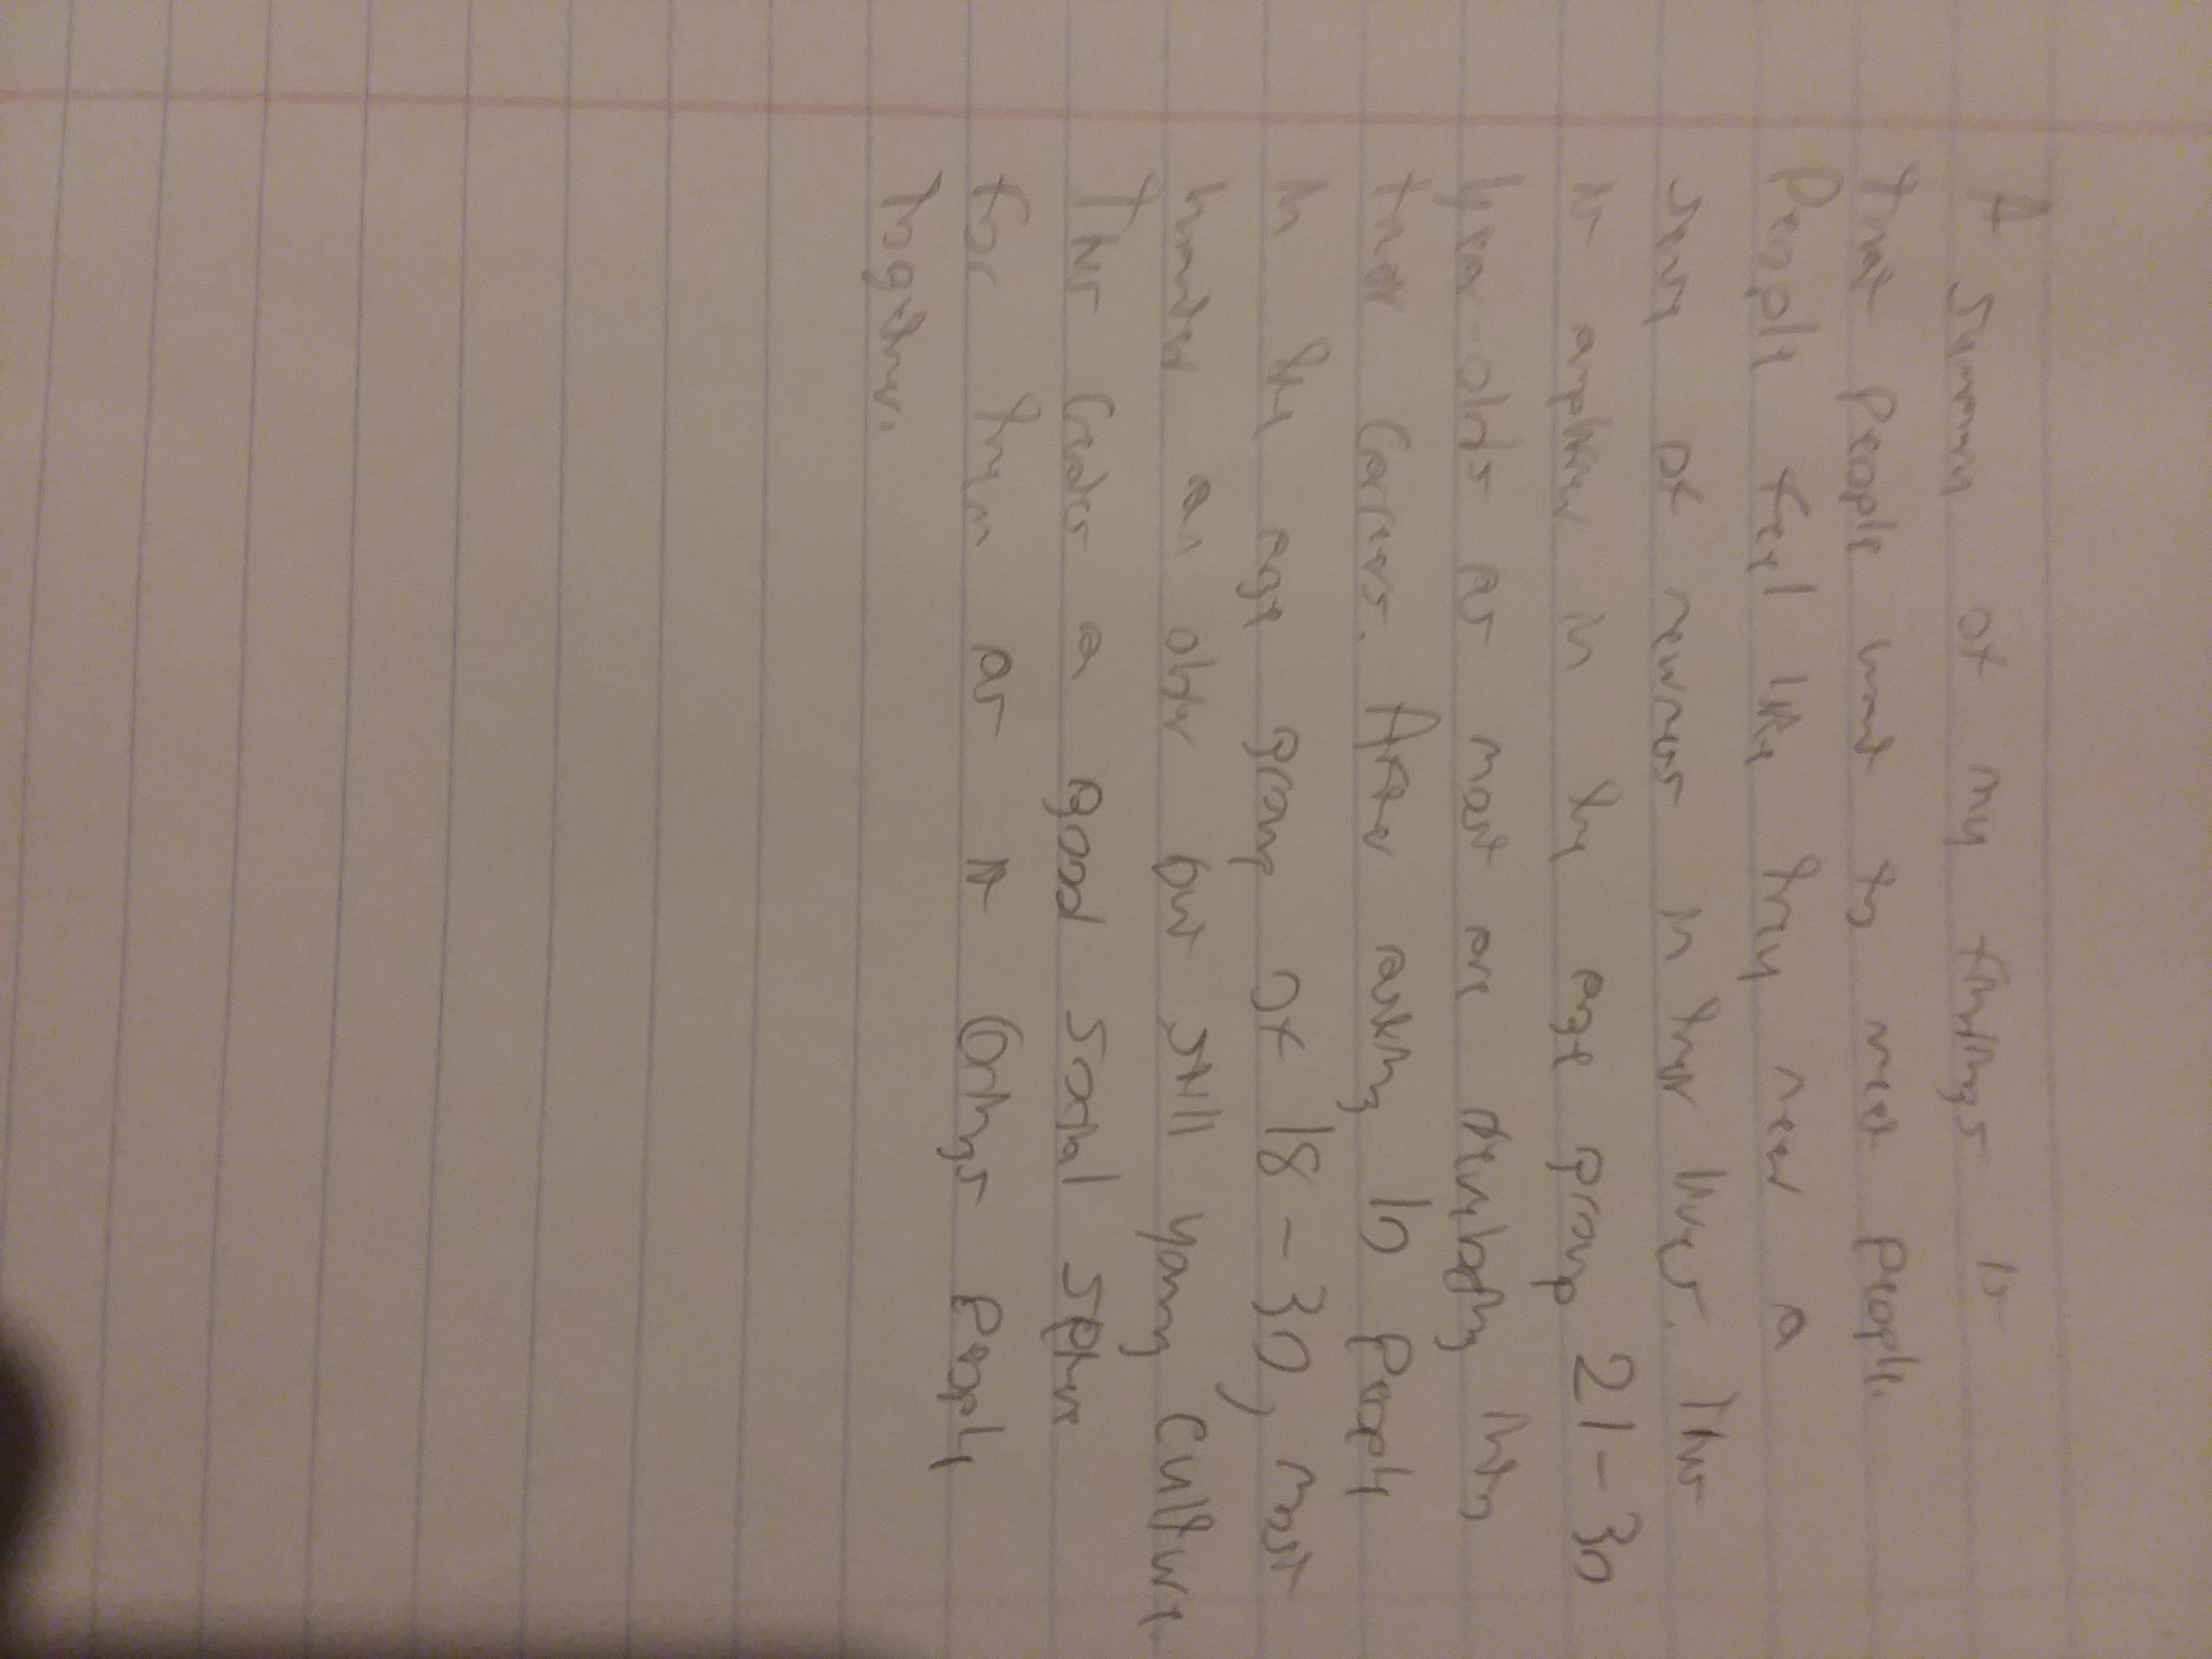 A summary of my findings is
that people want to meet people.
People feel like they need a
sense of newness in their lives. This
is amplified in the age group 21-30
year-olds as most are developing into
their careers. After asking 10 people
in the age group of 18-30, most
wanted an older but still young culture.
This creates a good social
for them as it brings people
together.